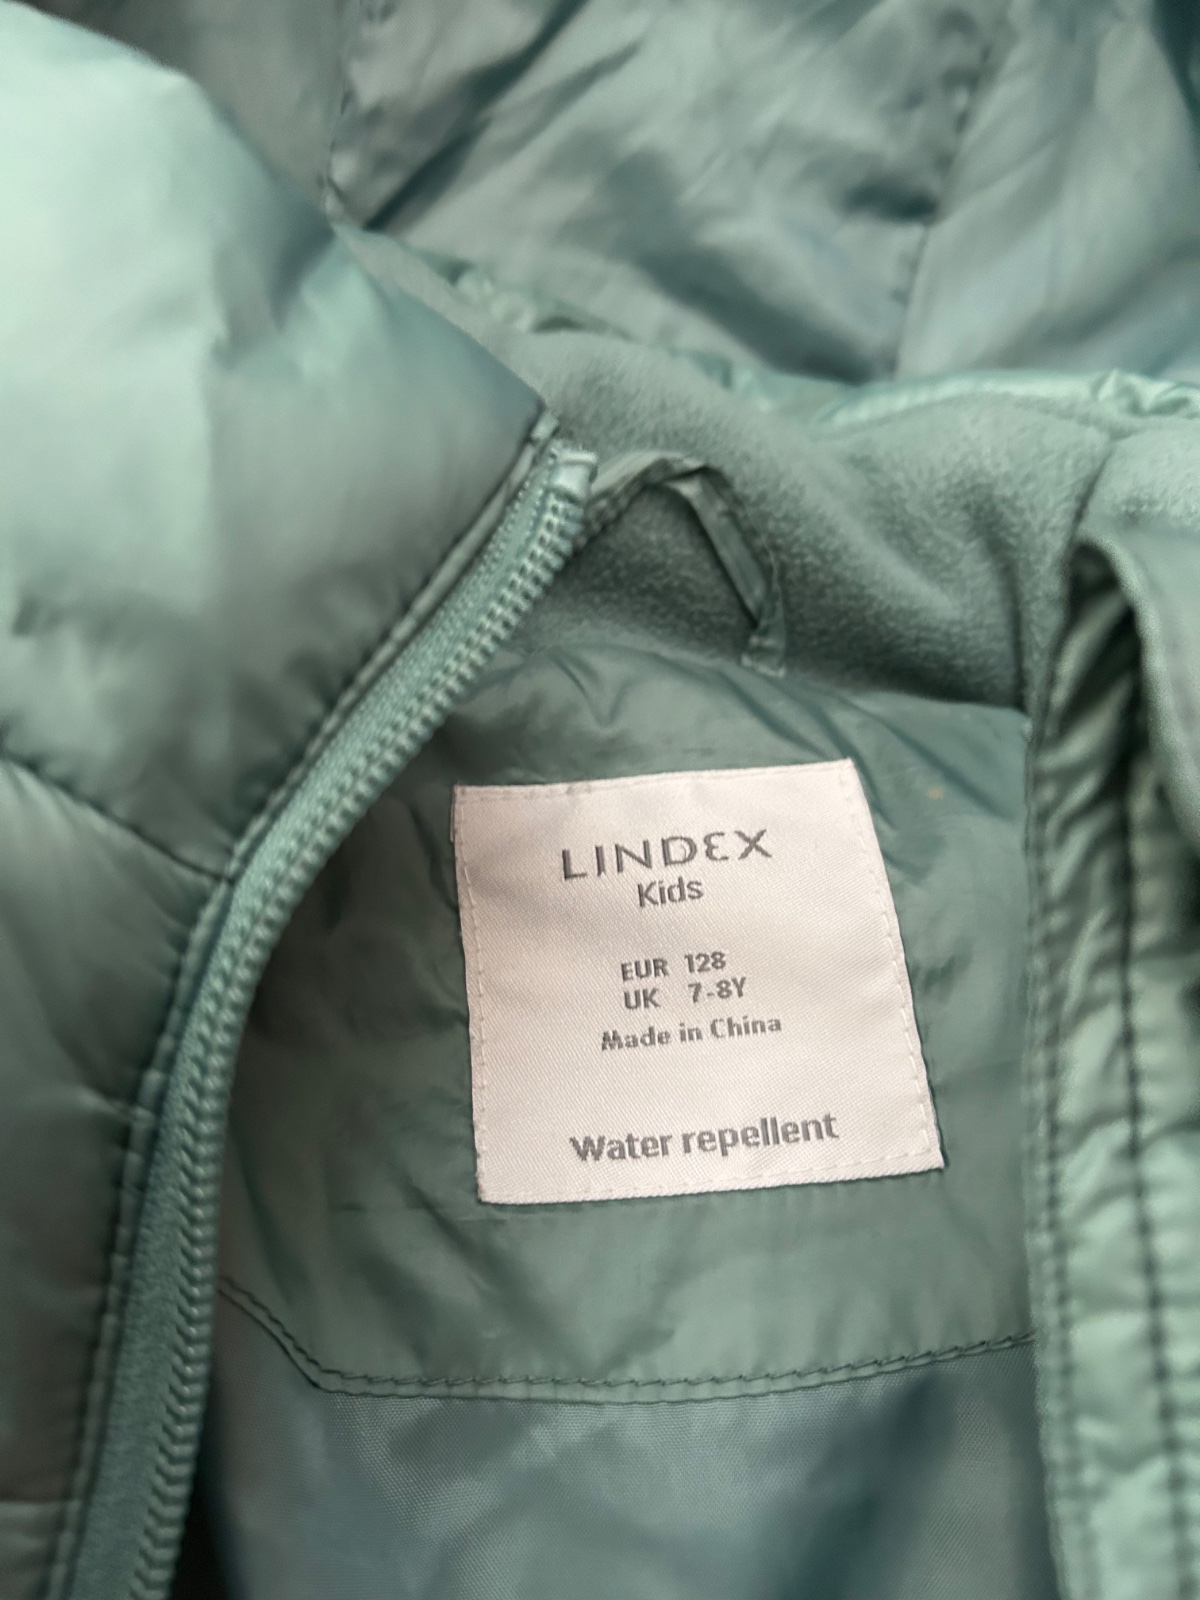 LINDEX
Kids
EUR 128
UK 7-8Y
Made in China
Water repellent